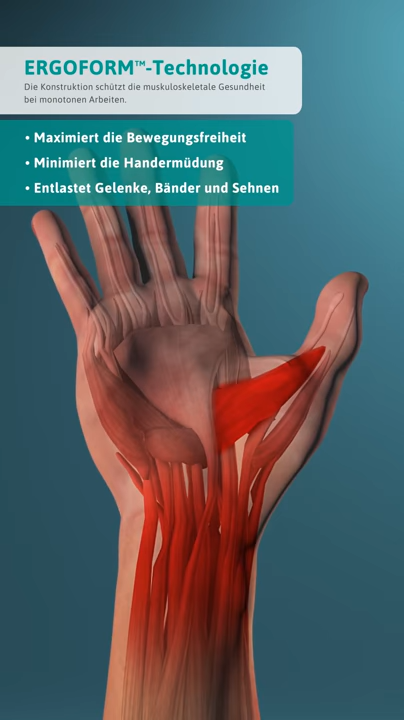 ERGOFORM™-Technologie
Die Konstruktion schützt die muskuloskeletale Gesundheit
bei monotonen Arbeiten.
• Maximiert die Bewegungsfreiheit
• Minimiert die Handermüdung
• Entlastet Gelenke, Bänder und Sehnen